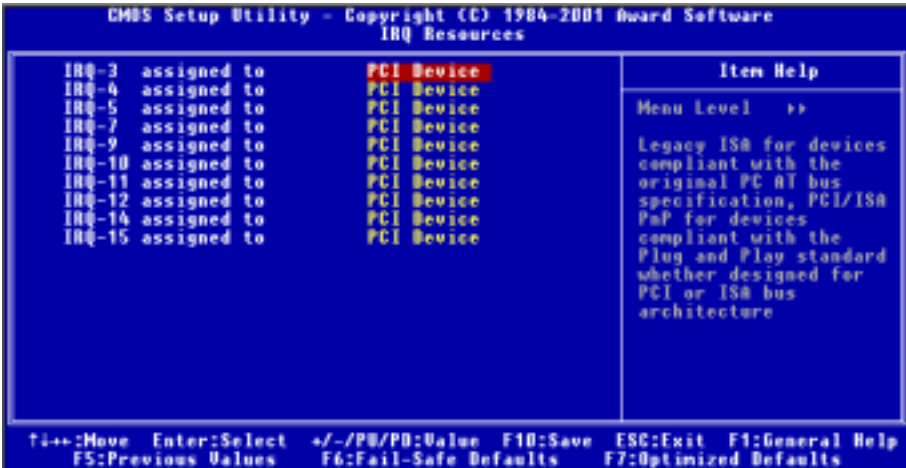 CMOS Setup Utility - Copyright (C) 1984-2001 Award Software
IRQ Resources
IRQ-3 assigned to PCI Device
IRQ-4 assigned to PCI Device
IRQ-5 assigned to PCI Device
IRQ-7 assigned to PCI Device
IRQ-9 assigned to PCI Device
IRQ-10 assigned to PCI Device
IRQ-11 assigned to PCI Device
IRQ-12 assigned to PCI Device
IRQ-14 assigned to PCI Device
IRQ-15 assigned to PCI Device
Item Help
Menu Level ▸▸
Legacy ISA for devices
compliant with the
original PC AT bus
specification, PCI/ISA
PnP for devices
compliant with the
Plug and Play standard
whether designed for
PCI or ISA bus
architecture
↑↓→←:Move Enter:Select +/-/PU/PD:Value F10:Save ESC:Exit F1:General Help
F5:Previous Values F6:Fail-Safe Defaults F7:Optimized Defaults